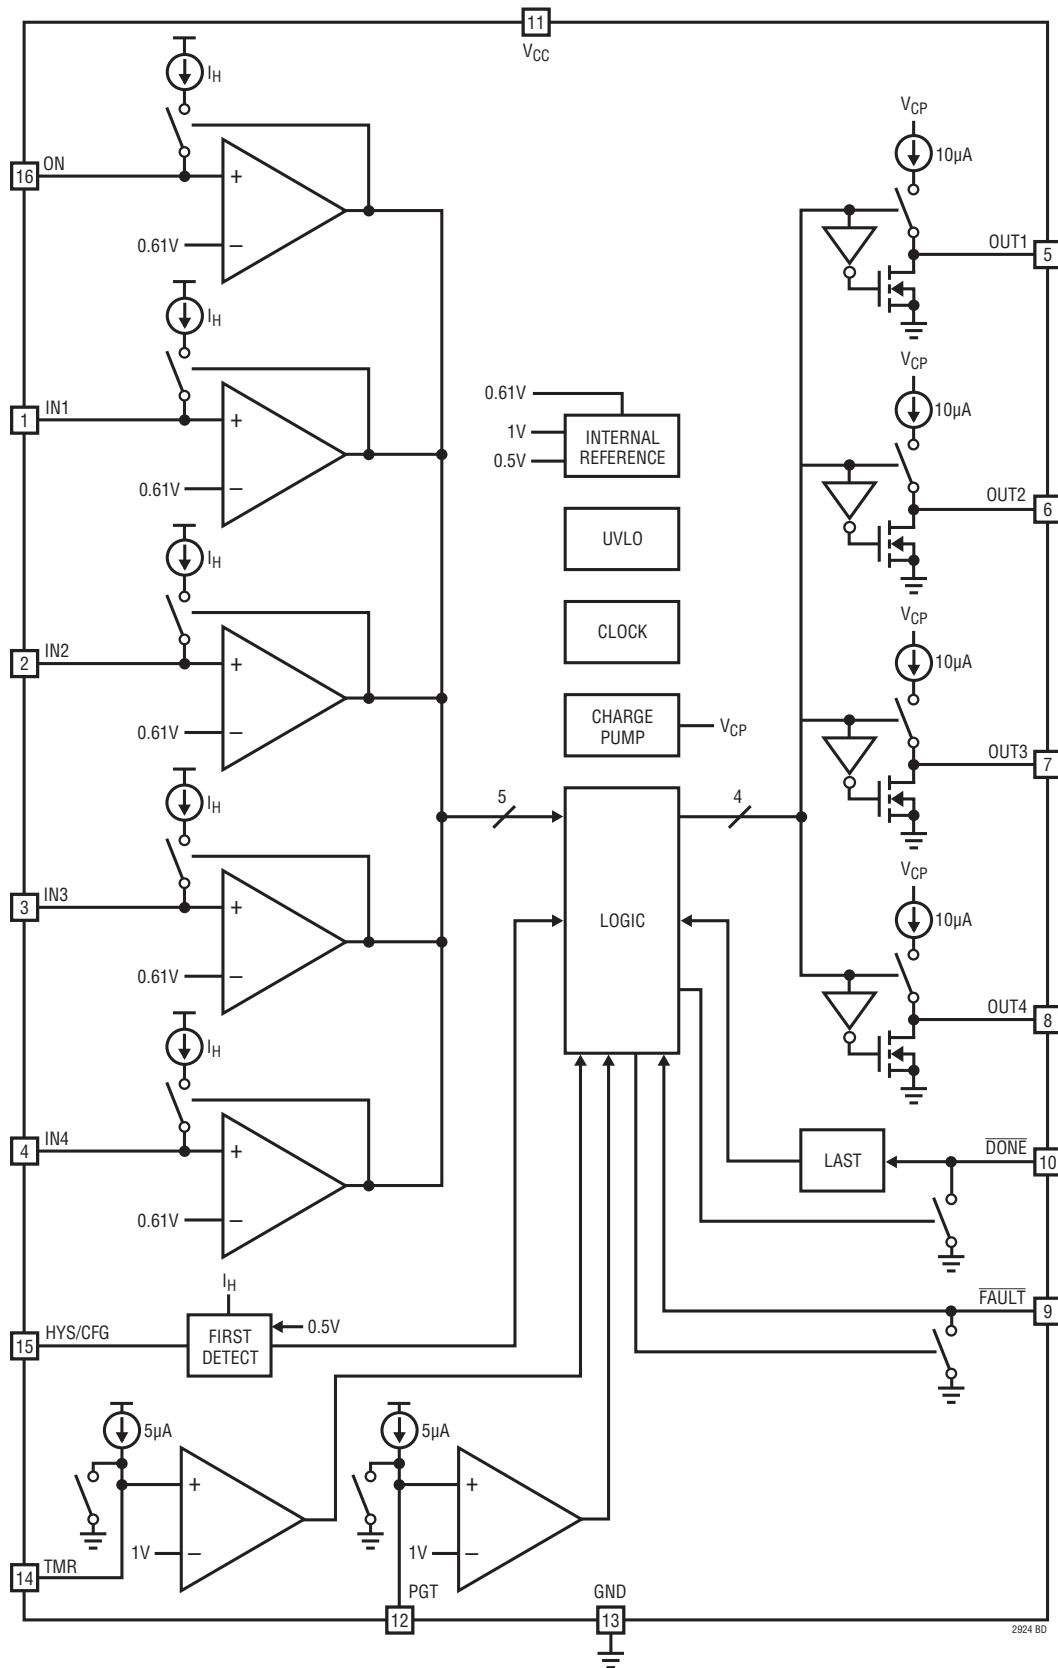 11
VCC
IH
16
ON
+
0.61V
–
VCP
10µA
OUT1
5
IH
1
IN1
+
0.61V
–
0.61V
1V
0.5V
INTERNAL
REFERENCE
VCP
10µA
OUT2
6
IH
2
IN2
+
0.61V
–
UVLO
CLOCK
CHARGE
PUMP
VCP
VCP
10µA
OUT3
7
IH
3
IN3
+
0.61V
–
5
LOGIC
4
VCP
10µA
OUT4
8
IH
4
IN4
+
0.61V
–
LAST
DONE
10
IH
15
HYS/CFG
FIRST
DETECT
0.5V
FAULT
9
5µA
+
1V
–
14
TMR
5µA
+
1V
–
PGT
12
GND
13
2924 BD